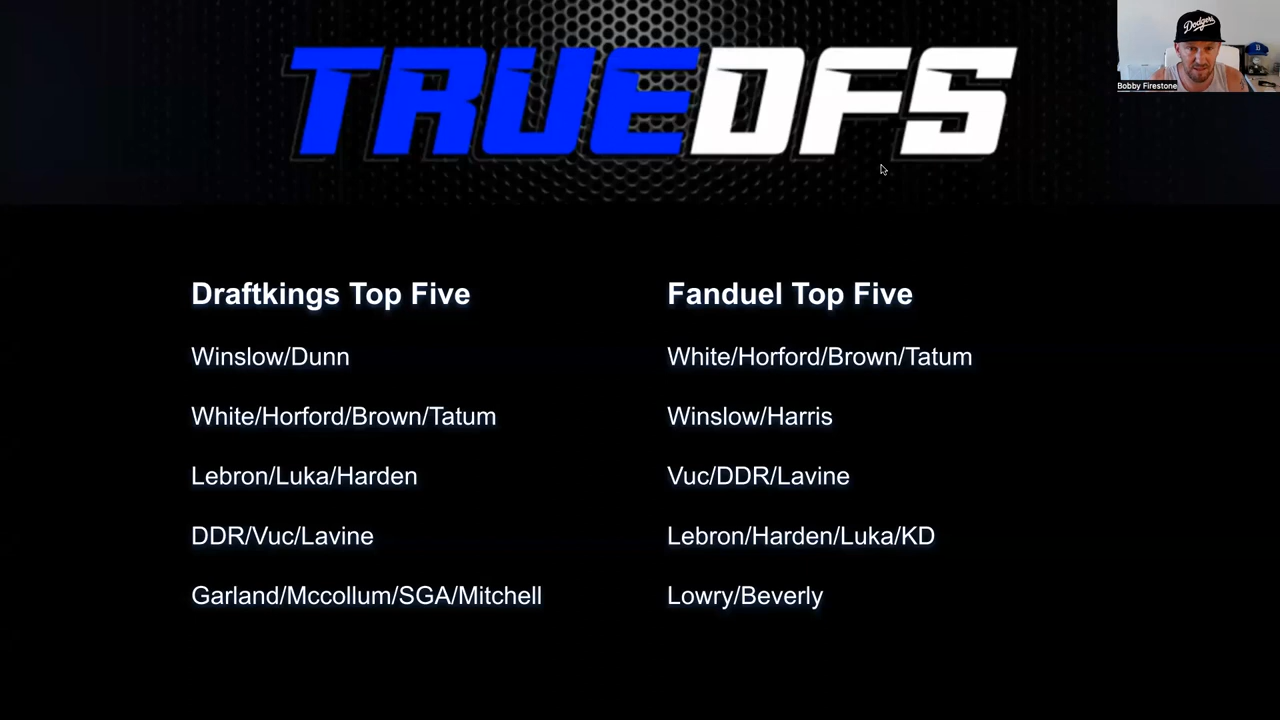 TRUEDFS
Dodgers
Bobby Firestone
Draftkings Top Five
Winslow/Dunn
White/Horford/Brown/Tatum
Lebron/Luka/Harden
DDR/Vuc/Lavine
Garland/Mccollum/SGA/Mitchell
Fanduel Top Five
White/Horford/Brown/Tatum
Winslow/Harris
Vuc/DDR/Lavine
Lebron/Harden/Luka/KD
Lowry/Beverly